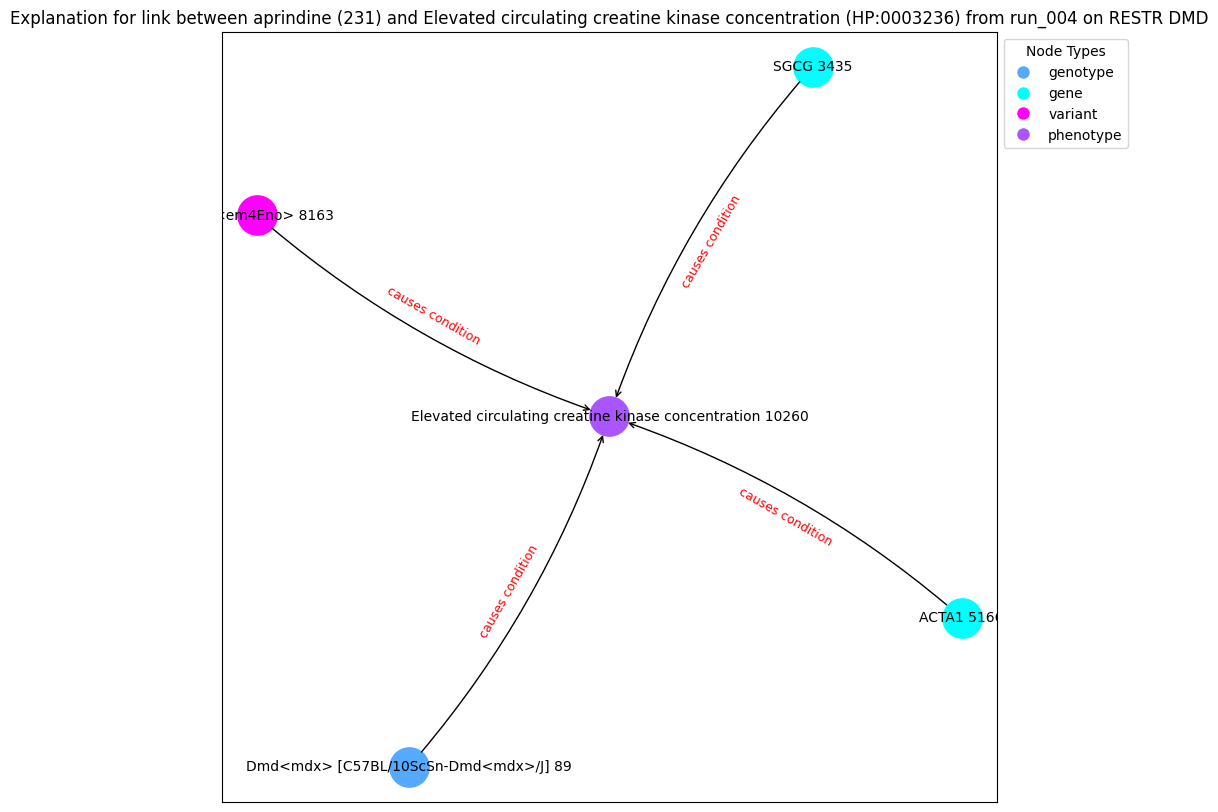 Explanation for link between aprindine (231) and Elevated circulating creatine kinase concentration (HP:0003236) from run_004 on RESTR DMD
Node Types
genotype
gene
variant
phenotype
SGCG 3435
<em4Eno> 8163
causes condition
causes condition
Elevated circulating creatine kinase concentration 10260
causes condition
causes condition
ACTA1 516
Dmd<mdx> [C57BL/10ScSn-Dmd<mdx>/J] 89